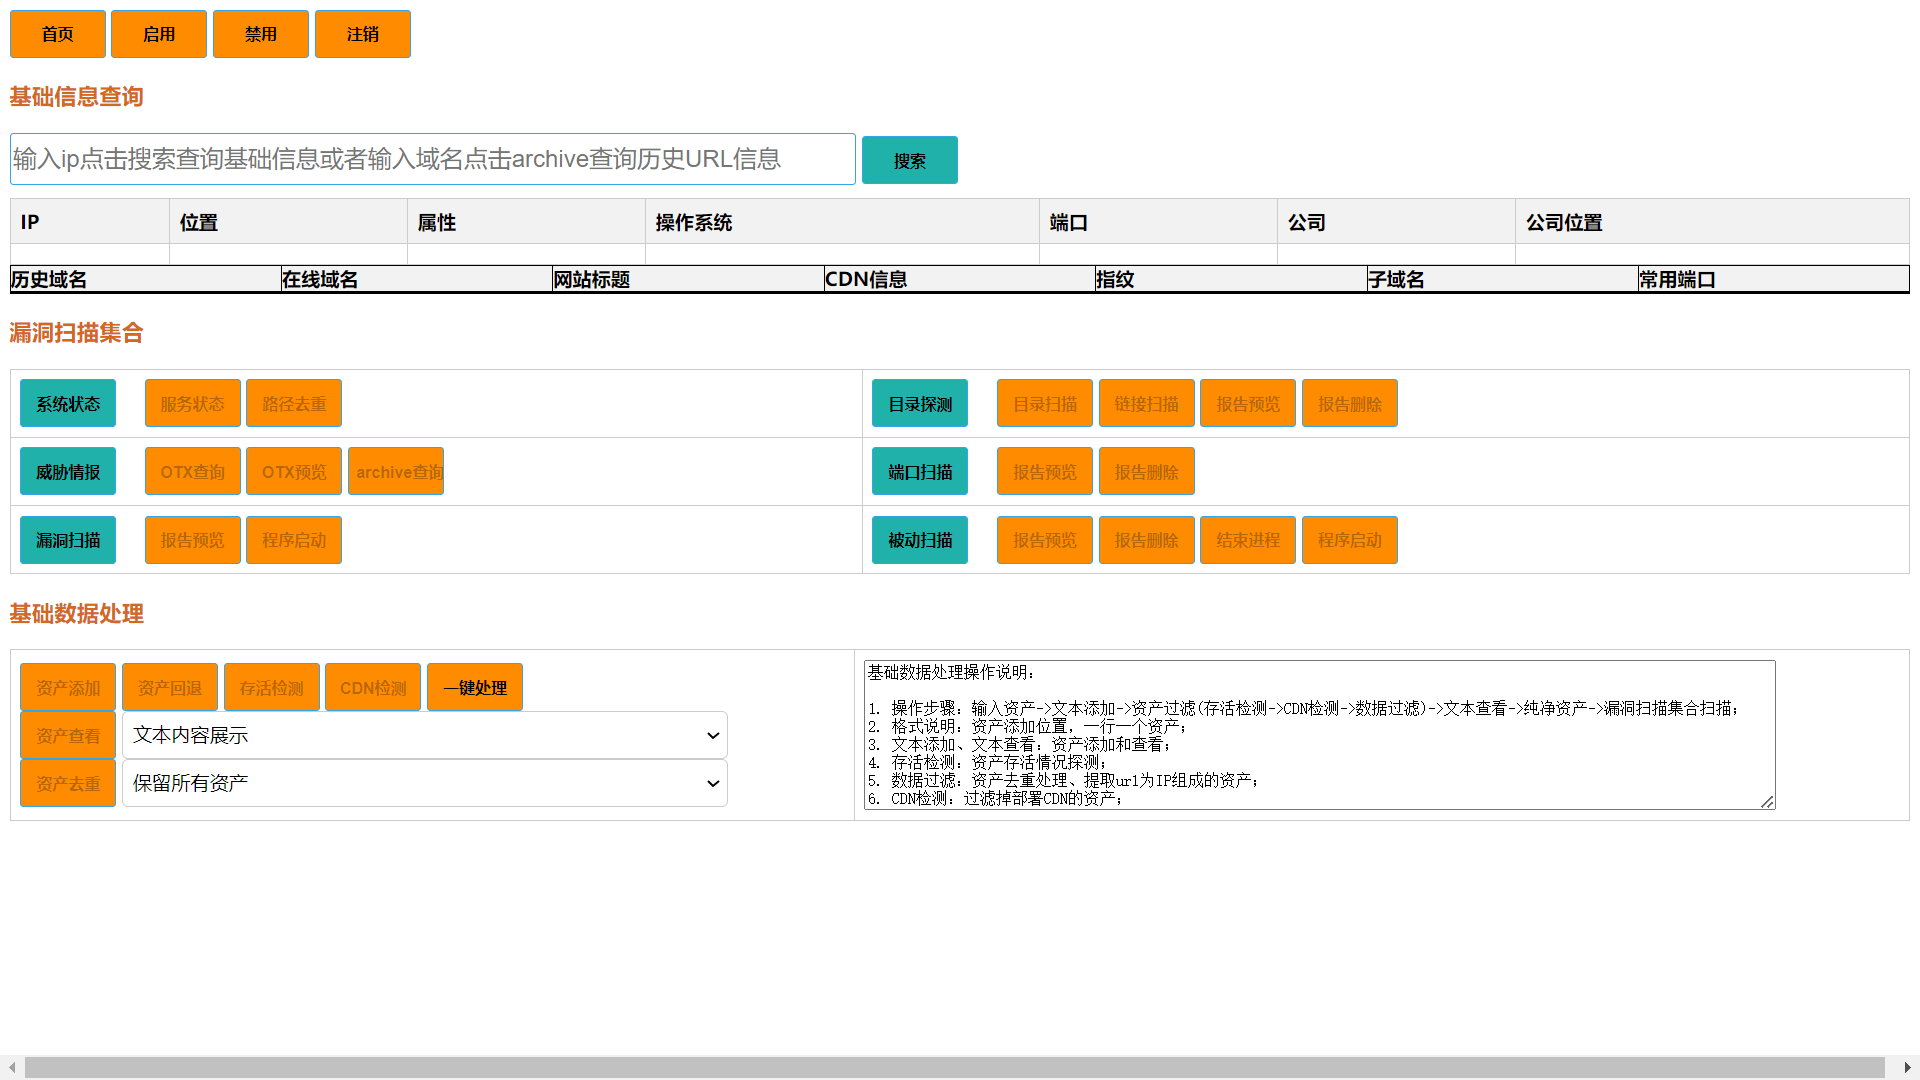 首页 启用 禁用 注销
基础信息查询
输入ip点击搜索查询基础信息或者输入域名点击archive查询历史URL信息 搜索
IP 位置 属性 操作系统 端口 公司 公司位置
历史域名 在线域名 网站标题 CDN信息 指纹 子域名 常用端口
漏洞扫描集合
系统状态 服务状态 路径去重 目录探测 目录扫描 链接扫描 报告预览 报告删除
威胁情报 OTX查询 OTX预览 archive查询 端口扫描 报告预览 报告删除
漏洞扫描 报告预览 程序启动 被动扫描 报告预览 报告删除 结束进程 程序启动
基础数据处理
资产添加 资产回退 存活检测 CDN检测 一键处理
资产查看 文本内容展示
资产去重 保留所有资产
基础数据处理操作说明：
1. 操作步骤：输入资产->文本添加->资产过滤(存活检测->CDN检测->数据过滤)->文本查看->纯净资产->漏洞扫描集合扫描；
2. 格式说明：资产添加位置，一行一个资产；
3. 文本添加、文本查看：资产添加和查看；
4. 存活检测：资产存活情况探测；
5. 数据过滤：资产去重处理、提取url为IP组成的资产；
6. CDN检测：过滤掉部署CDN的资产；